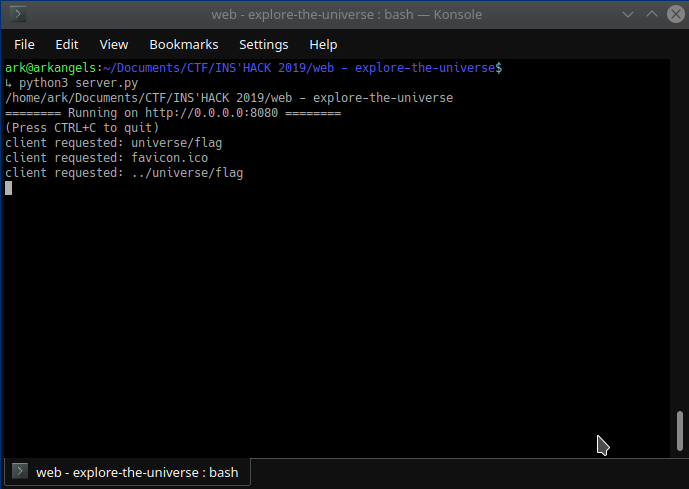 web - explore-the-universe : bash — Konsole
File Edit View Bookmarks Settings Help
ark@arkangels:~/Documents/CTF/INS'HACK 2019/web - explore-the-universe$
↳ python3 server.py
/home/ark/Documents/CTF/INS'HACK 2019/web - explore-the-universe
======== Running on http://0.0.0.0:8080 ========
(Press CTRL+C to quit)
client requested: universe/flag
client requested: favicon.ico
client requested: ../universe/flag
web - explore-the-universe : bash